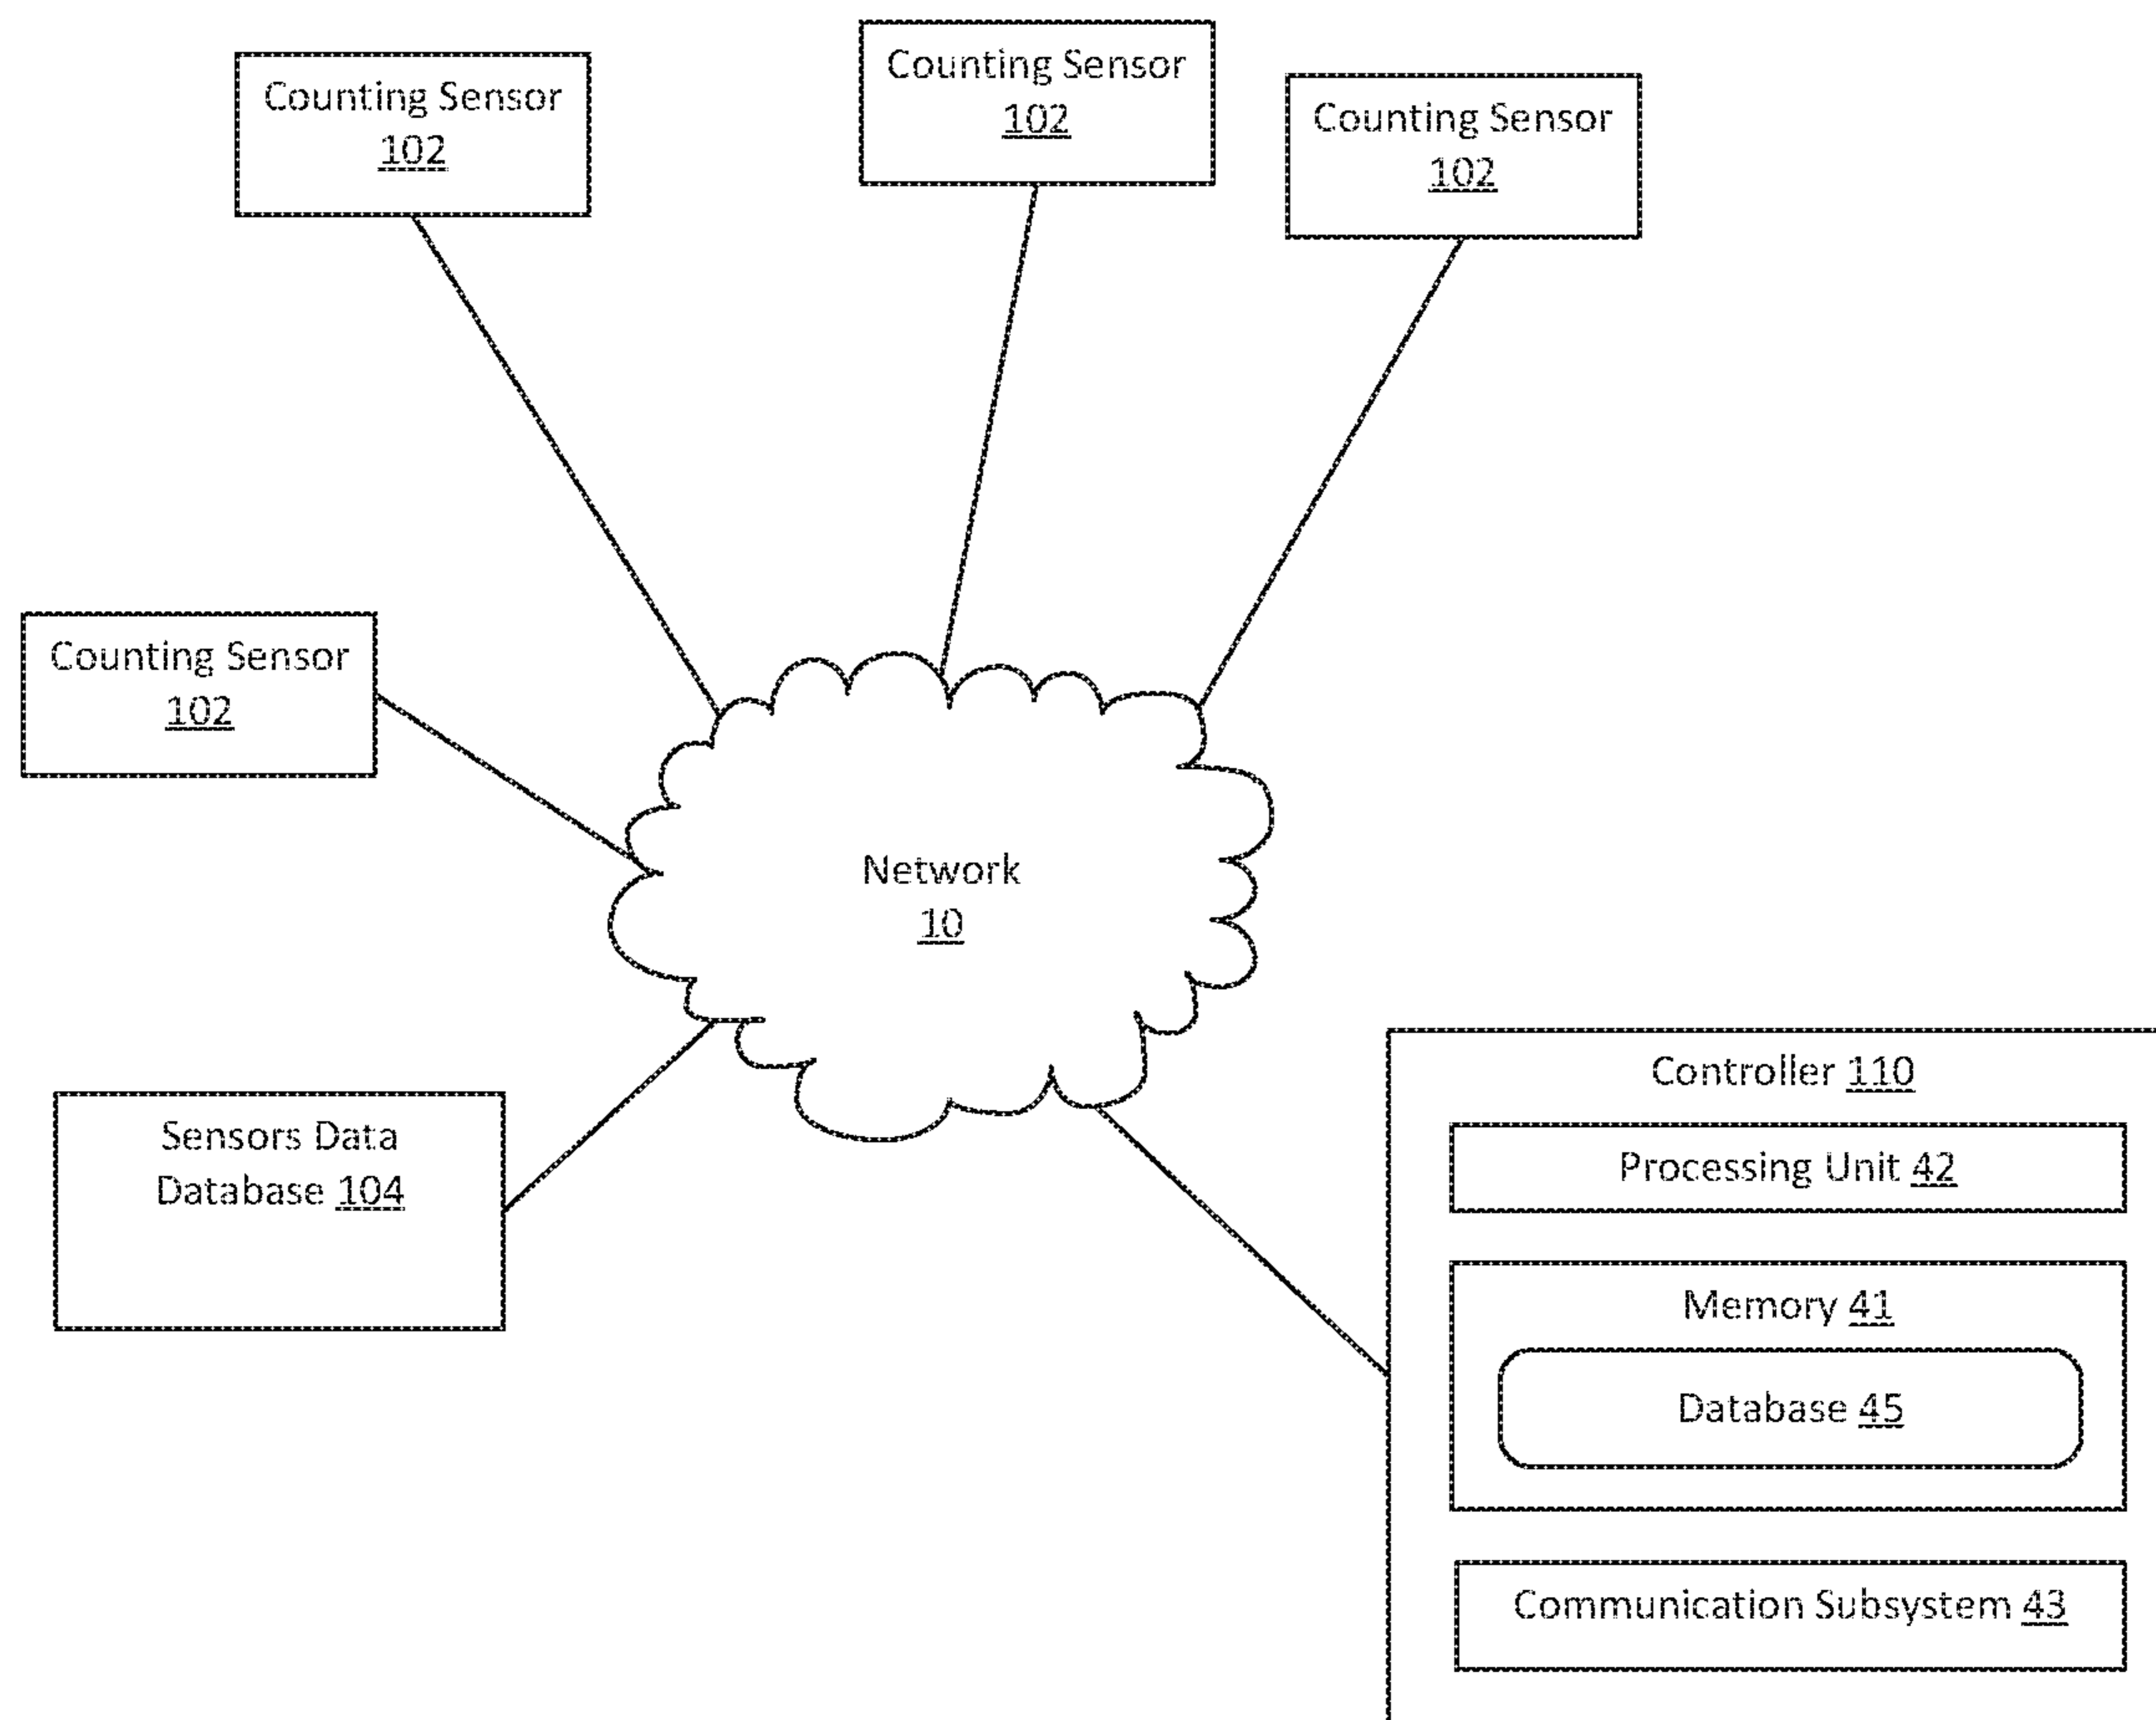 Counting Sensor
102
Counting Sensor
102
Counting Sensor
102
Counting Sensor
102
Network
10
Sensors Data
Database 104
Controller 110
Processing Unit 42
Memory 41
Database 45
Communication Subsystem 43